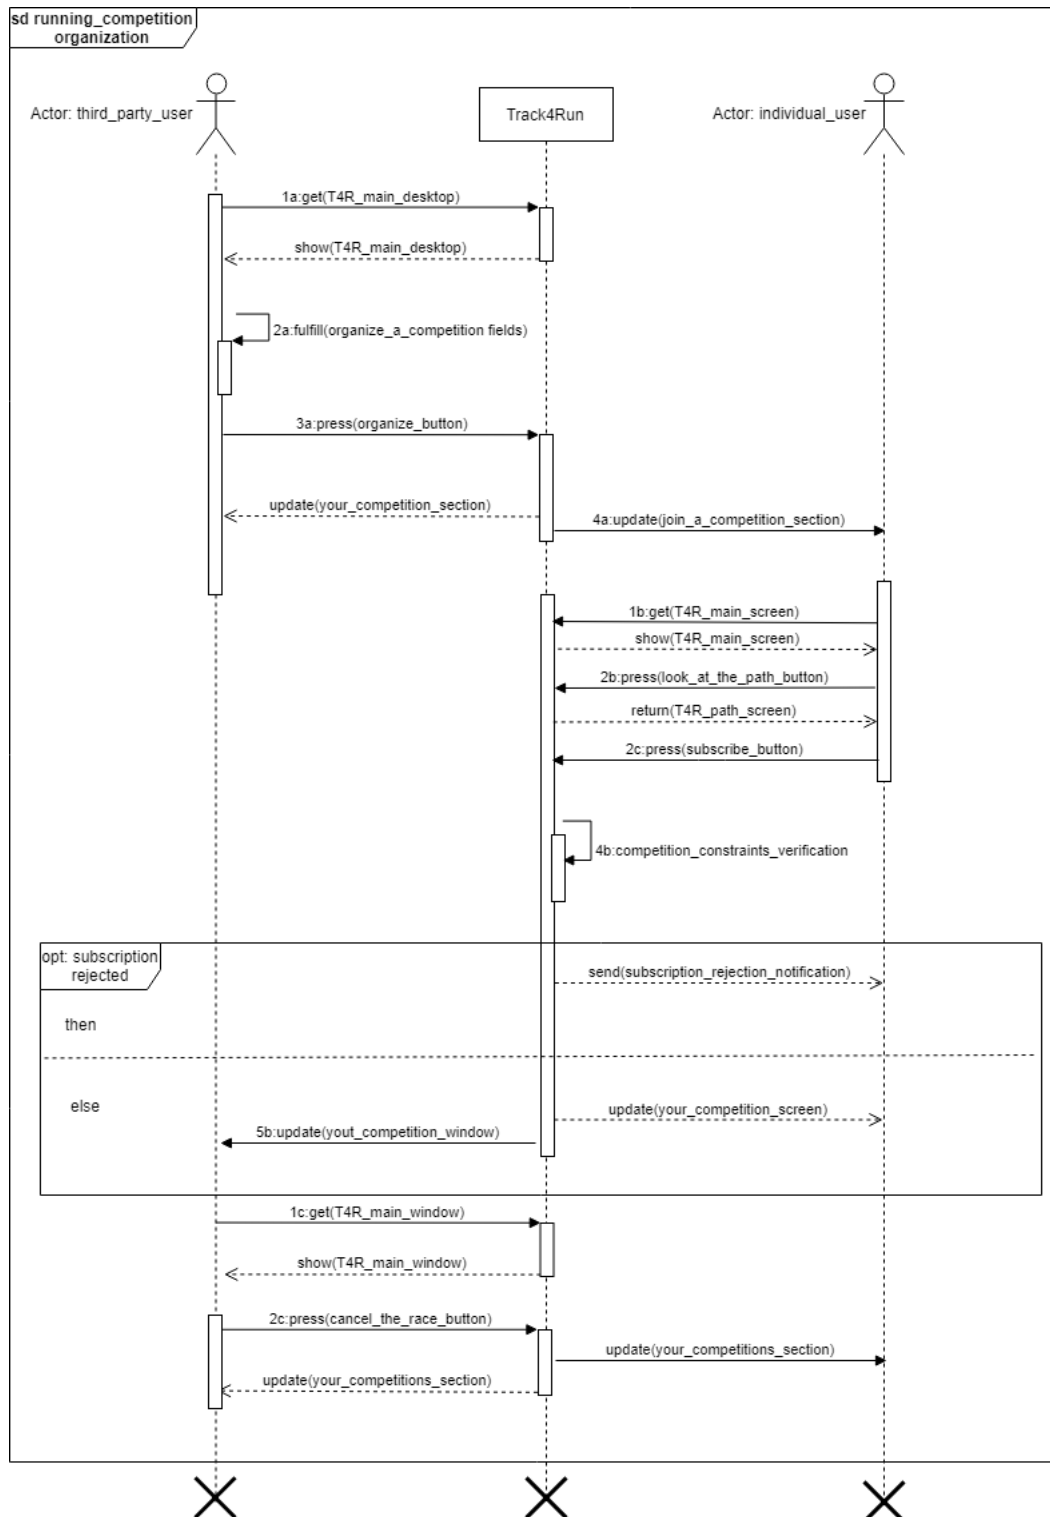 sd running_competition
organization
Actor: third_party_user
Track4Run
Actor: individual_user
1a:get(T4R_main_desktop)
show(T4R_main_desktop)
2a:fulfill(organize_a_competition fields)
3a:press(organize_button)
update(your_competition_section)
4a:update(join_a_competition_section)
1b:get(T4R_main_screen)
show(T4R_main_screen)
2b:press(look_at_the_path_button)
return(T4R_path_screen)
2c:press(subscribe_button)
4b:competition_constraints_verification
opt: subscription
rejected
send(subscription_rejection_notification)
then
else
update(your_competition_screen)
5b:update(yout_competition_window)
1c:get(T4R_main_window)
show(T4R_main_window)
2c:press(cancel_the_race_button)
update(your_competitions_section)
update(your_competitions_section)